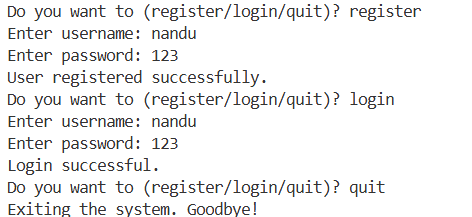 Do you want to (register/login/quit)? register
Enter username: nandu
Enter password: 123
User registered successfully.
Do you want to (register/login/quit)? login
Enter username: nandu
Enter password: 123
Login successful.
Do you want to (register/login/quit)? quit
Exiting the system. Goodbye!